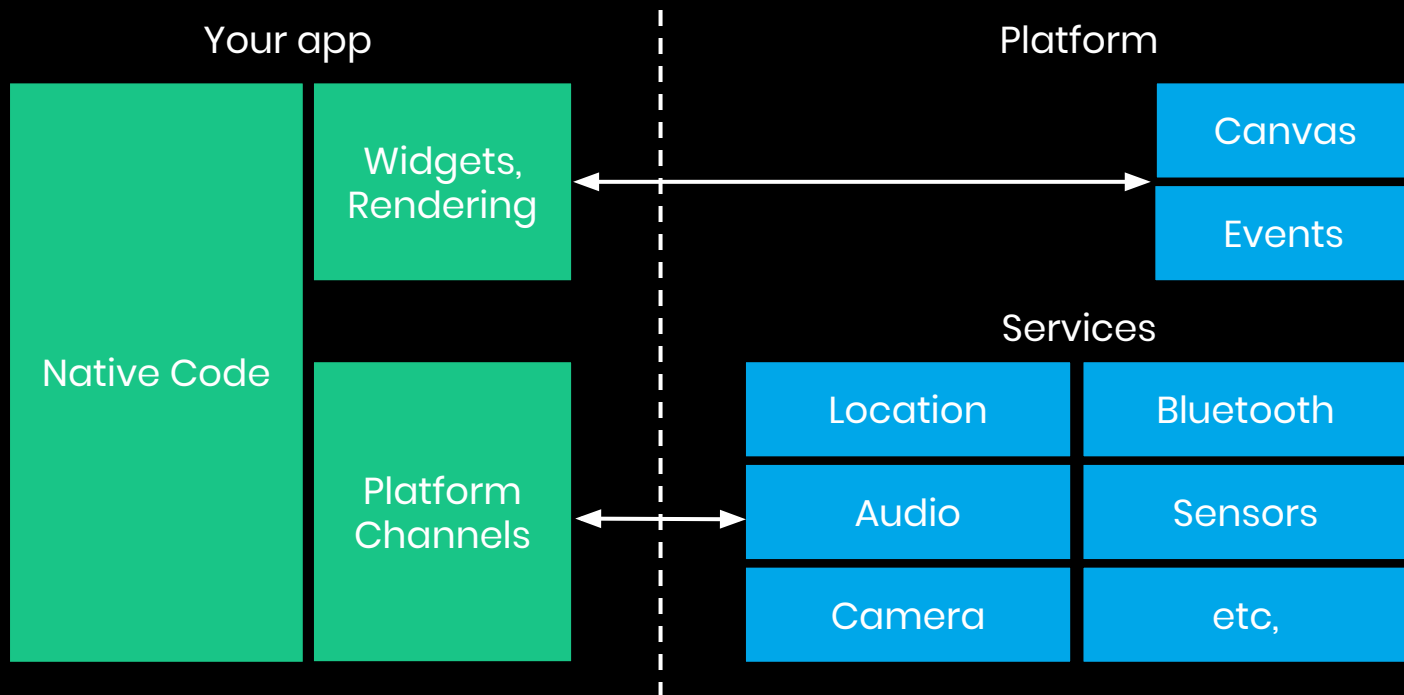 Your app
Native Code
Widgets,
Rendering
Platform
Channels
Platform
Canvas
Events
Services
Location
Bluetooth
Audio
Sensors
Camera
etc,